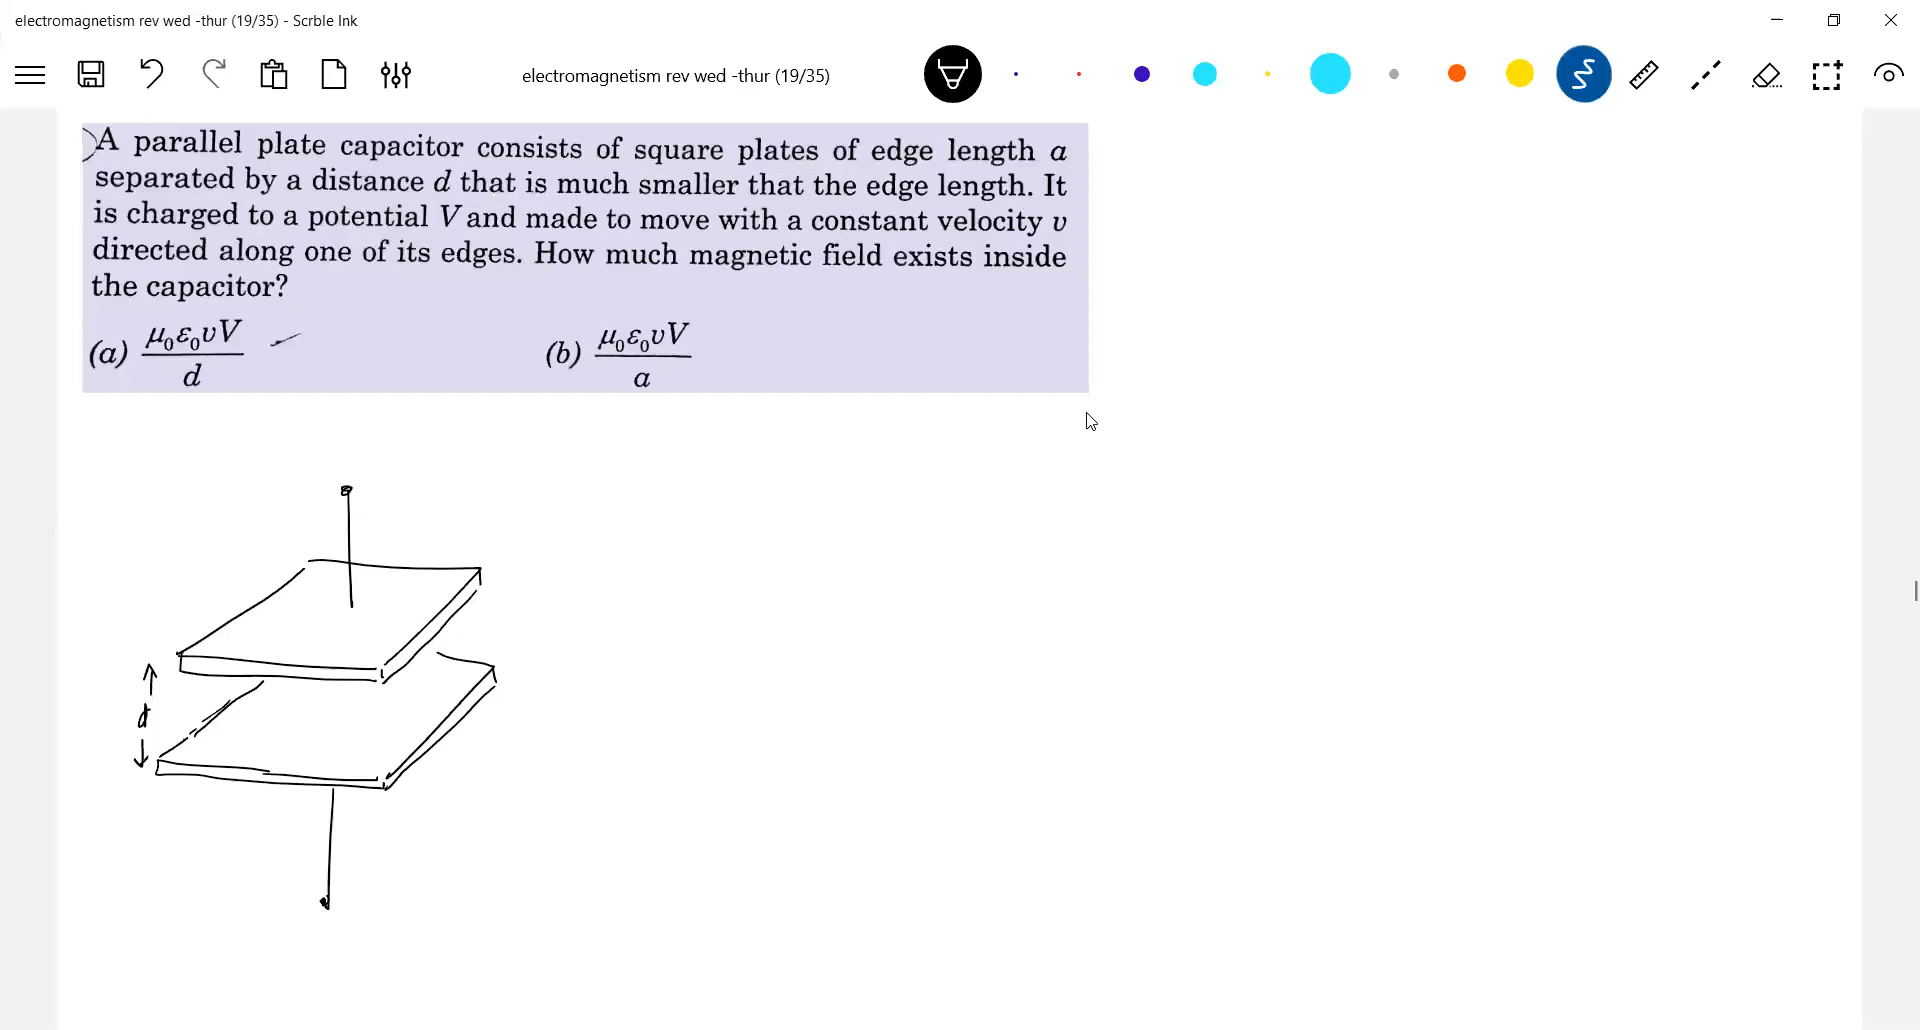 electromagnetism rev wed -thur (19/35) - Scrble Ink
electromagnetism rev wed -thur (19/35)
A parallel plate capacitor consists of square plates of edge length a
separated by a distance d that is much smaller that the edge length. It
is charged to a potential V and made to move with a constant velocity υ
directed along one of its edges. How much magnetic field exists inside
the capacitor?
(a) μ₀ε₀υV / d (b) μ₀ε₀υV / a
d